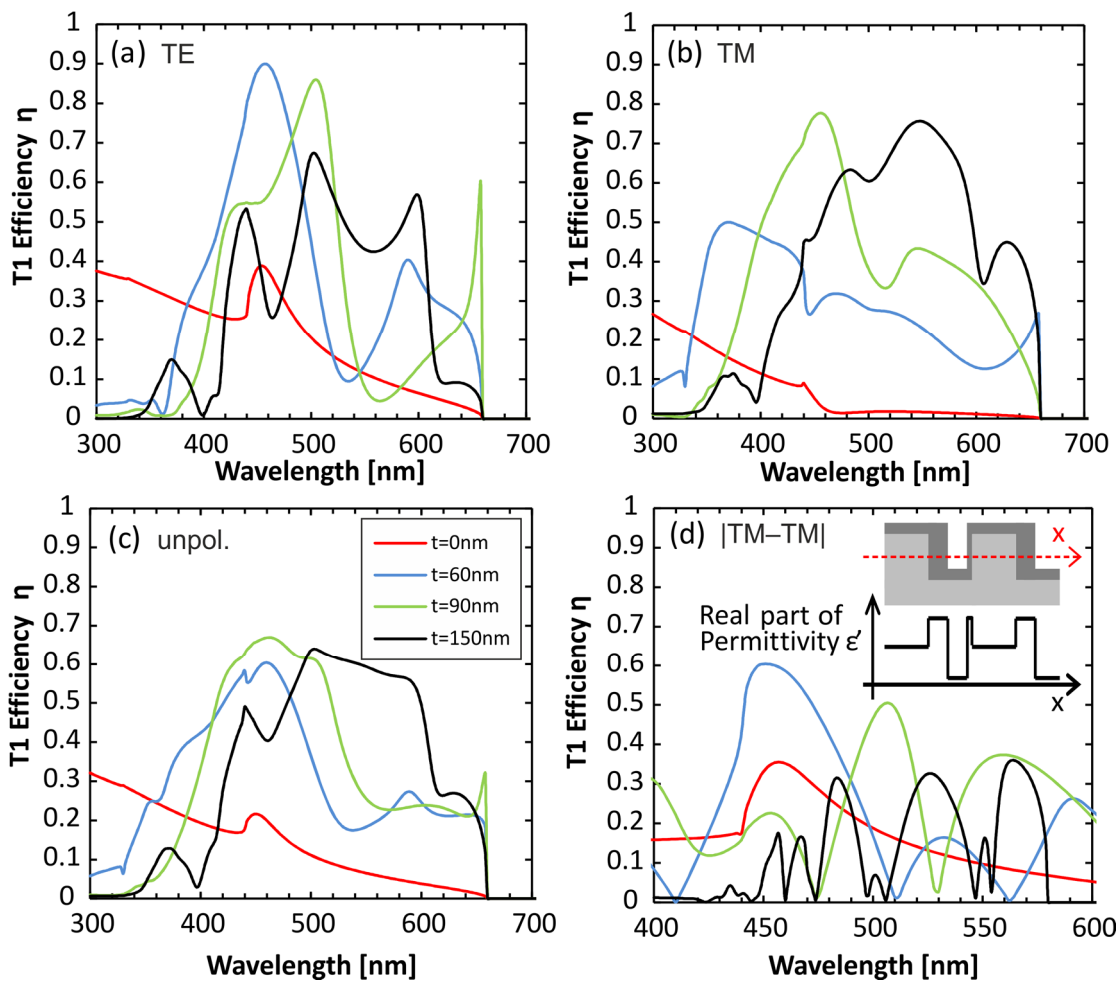 (a) TE
1
0.9
0.8
0.7
0.6
0.5
0.4
0.3
0.2
0.1
0
T1 Efficiency η
300 400 500 600 700
Wavelength [nm]
(b) TM
1
0.9
0.8
0.7
0.6
0.5
0.4
0.3
0.2
0.1
0
T1 Efficiency η
300 400 500 600 700
Wavelength [nm]
(c) unpol.
1
0.9
0.8
0.7
0.6
0.5
0.4
0.3
0.2
0.1
0
T1 Efficiency η
t=0nm
t=60nm
t=90nm
t=150nm
300 400 500 600 700
Wavelength [nm]
(d) |TM–TM|
1
0.9
0.8
0.7
0.6
0.5
0.4
0.3
0.2
0.1
0
T1 Efficiency η
x
Real part of
Permittivity ε’
x
400 450 500 550 600
Wavelength [nm]